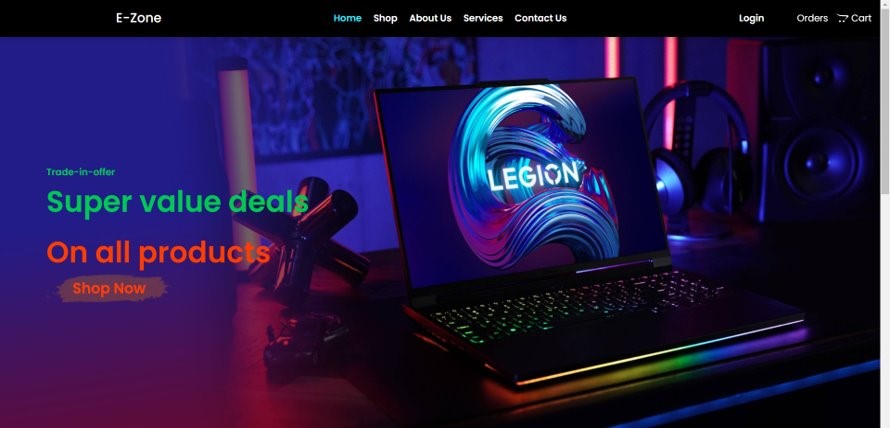 E-Zone
Home Shop About Us Services Contact Us
Login Orders Cart
Trade-in-offer
Super value deals
On all products
Shop Now
LEGION